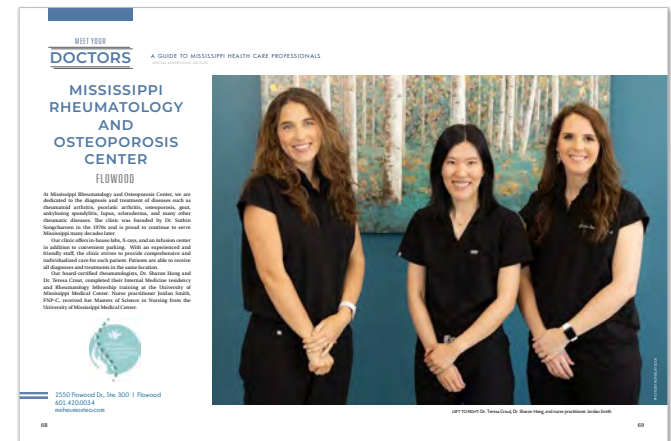 MEET YOUR
DOCTORS
A GUIDE TO MISSISSIPPI HEALTH CARE PROFESSIONALS
SPECIAL ADVERTISING SECTION
MISSISSIPPI
RHEUMATOLOGY
AND
OSTEOPOROSIS
CENTER
FLOWOOD
At Mississippi Rheumatology and Osteoporosis Center, we are
dedicated to the diagnosis and treatment of diseases such as
rheumatoid arthritis, psoriatic arthritis, osteoporosis, gout,
ankylosing spondylitis, lupus, scleroderma, and many other
rheumatic diseases. The clinic was founded by Dr. Suthin
Songcharoen in the 1970s and is proud to continue to serve
Mississippi many decades later.
Our clinic offers in-house labs, X-rays, and an infusion center
in addition to convenient parking. With an experienced and
friendly staff, the clinic strives to provide comprehensive and
individualized care for each patient. Patients are able to receive
all diagnoses and treatments in the same location.
Our board-certified rheumatologists, Dr. Sharon Hong and
Dr. Teresa Crout, completed their Internal Medicine residency
and Rheumatology fellowship training at the University of
Mississippi Medical Center. Nurse practitioner Jordan Smith,
FNP-C, received her Masters of Science in Nursing from the
University of Mississippi Medical Center.
2550 Flowood Dr., Ste 300 | Flowood
601.420.0034
msrheumosteo.com
LEFT TO RIGHT: Dr. Teresa Crout, Dr. Sharon Hong, and nurse practitioner Jordan Smith
68
69